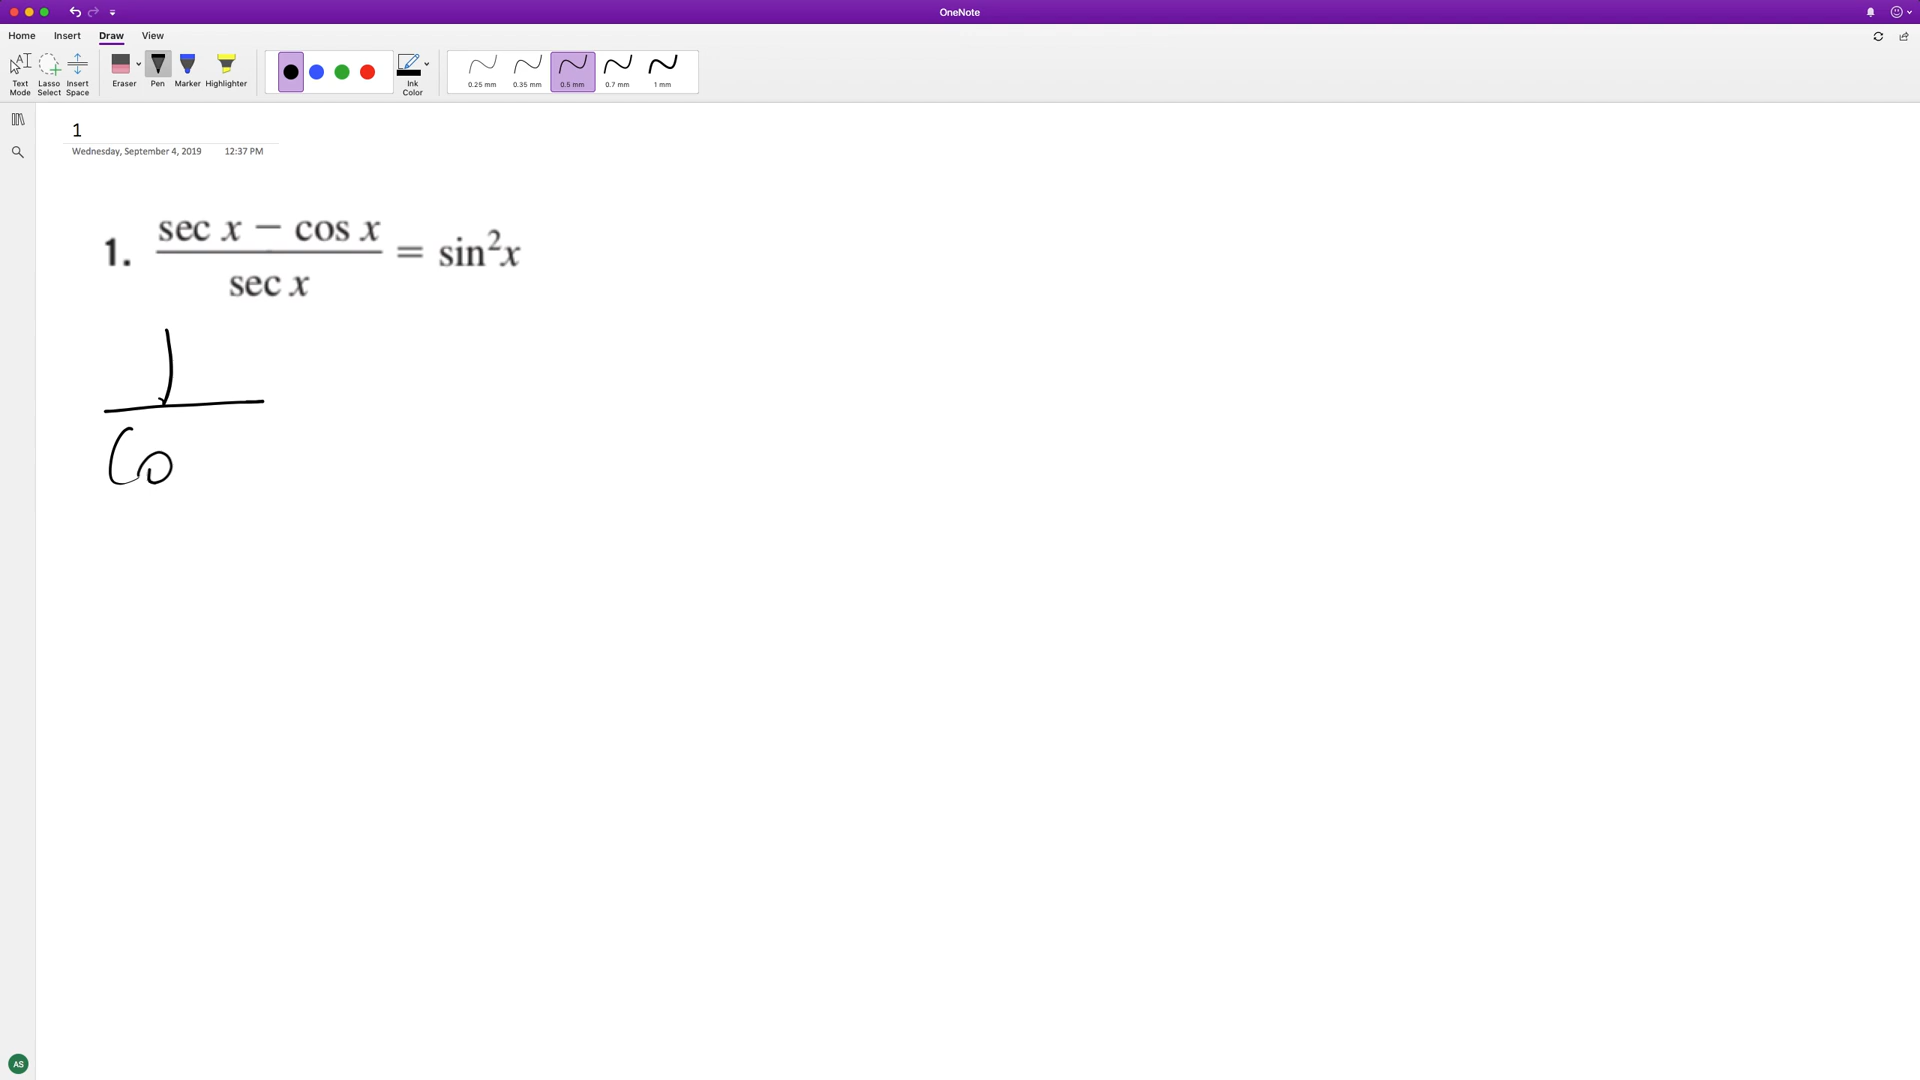 OneNote
Home Insert Draw View
Text Mode Lasso Select Insert Space Eraser Pen Marker Highlighter Ink Color 0.25 mm 0.35 mm 0.5 mm 0.7 mm 1 mm
1
Wednesday, September 4, 2019 12:37 PM
1. (sec x − cos x) / (sec x) = sin²x
1
Co
AS